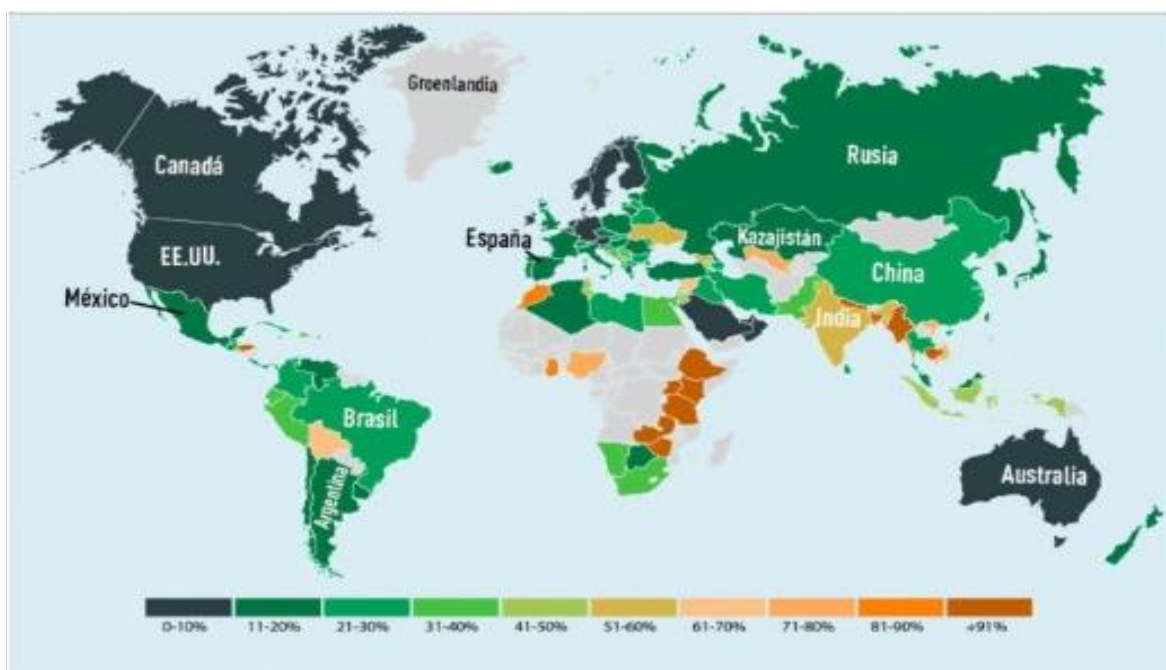 Groenlandia
Canadá
Rusia
España
Kazajistán
EE.UU.
China
México
India
Brasil
Argentina
Australia
0-10%
11-20%
21-30%
31-40%
41-50%
51-60%
61-70%
71-80%
81-90%
+91%